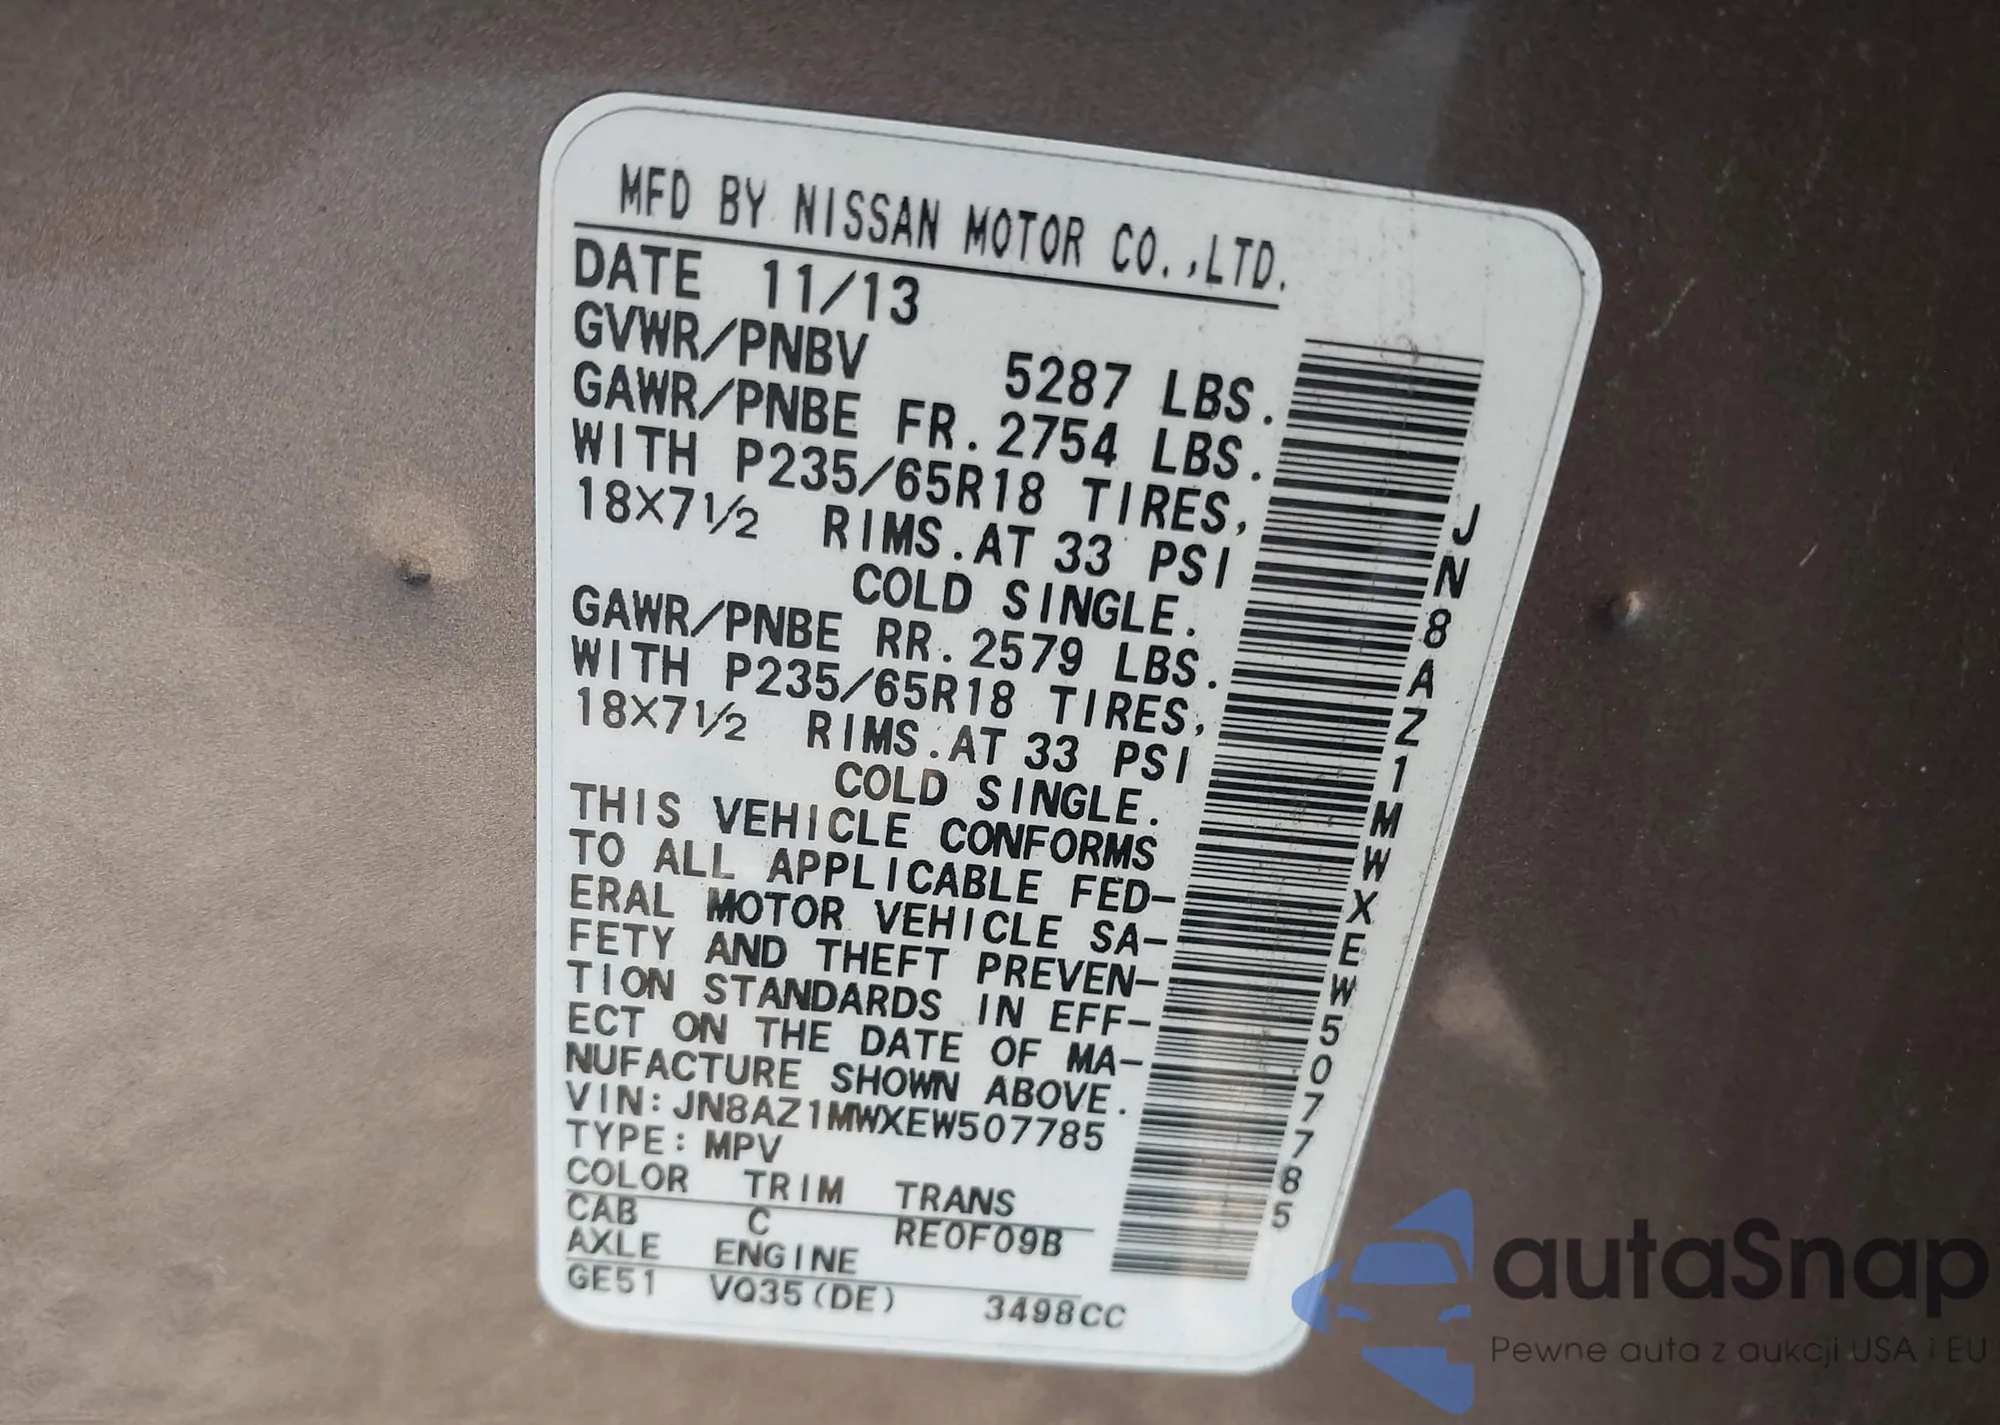 MFD BY NISSAN MOTOR CO.,LTD.
DATE 11/13
GVWR/PNBV 5287 LBS.
GAWR/PNBE FR.2754 LBS.
WITH P235/65R18 TIRES,
18X7½ RIMS.AT 33 PSI
COLD SINGLE.
GAWR/PNBE RR.2579 LBS.
WITH P235/65R18 TIRES,
18X7½ RIMS.AT 33 PSI
COLD SINGLE.
THIS VEHICLE CONFORMS
TO ALL APPLICABLE FED-
ERAL MOTOR VEHICLE SA-
FETY AND THEFT PREVEN-
TION STANDARDS IN EFF-
ECT ON THE DATE OF MA-
NUFACTURE SHOWN ABOVE.
VIN:JN8AZ1MWXEW507785
TYPE:MPV
COLOR TRIM TRANS
CAB C RE0F09B
AXLE ENGINE
GE51 VQ35(DE) 3498CC
JN8AZ1MWXEW507785
autaSnap
Pewne auta z aukcji USA i EU